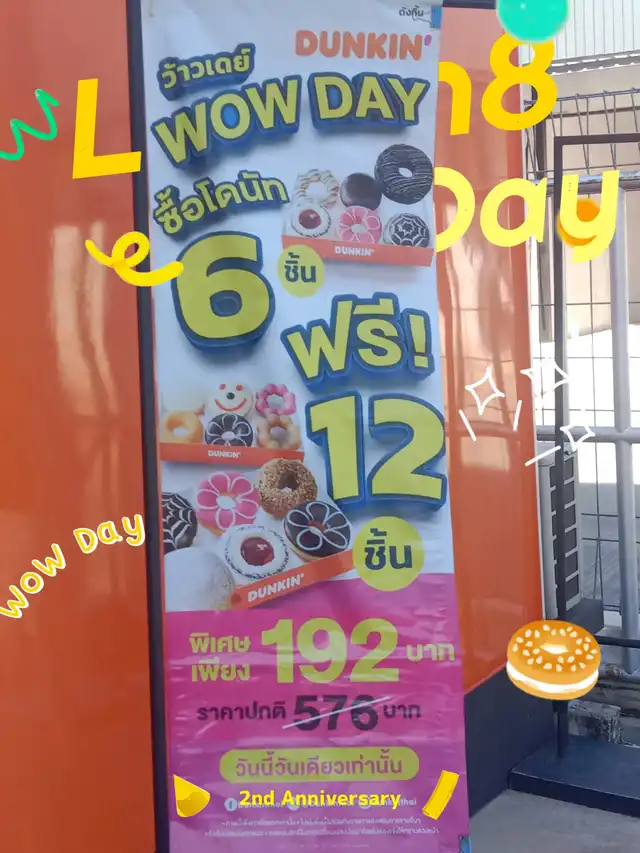 ดังกิ้น
DUNKIN'
ว้าวเดย์
WOW DAY
ซื้อโดนัท
6
ชิ้น
DUNKIN'
ฟรี!
12
ชิ้น
DUNKIN'
DUNKIN'
พิเศษ
เพียง 192 บาท
ราคาปกติ 576 บาท
วันนี้วันเดียวเท่านั้น
2nd Anniversary
Wow Day
Day